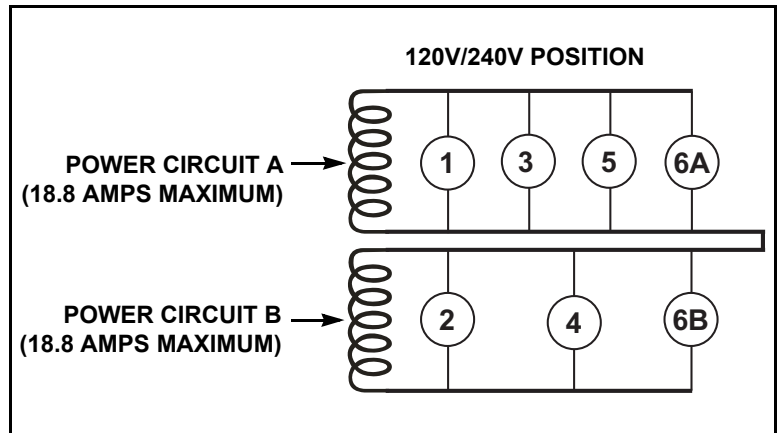 120V/240V POSITION
POWER CIRCUIT A
(18.8 AMPS MAXIMUM)
1 3 5 6A
POWER CIRCUIT B
(18.8 AMPS MAXIMUM)
2 4 6B